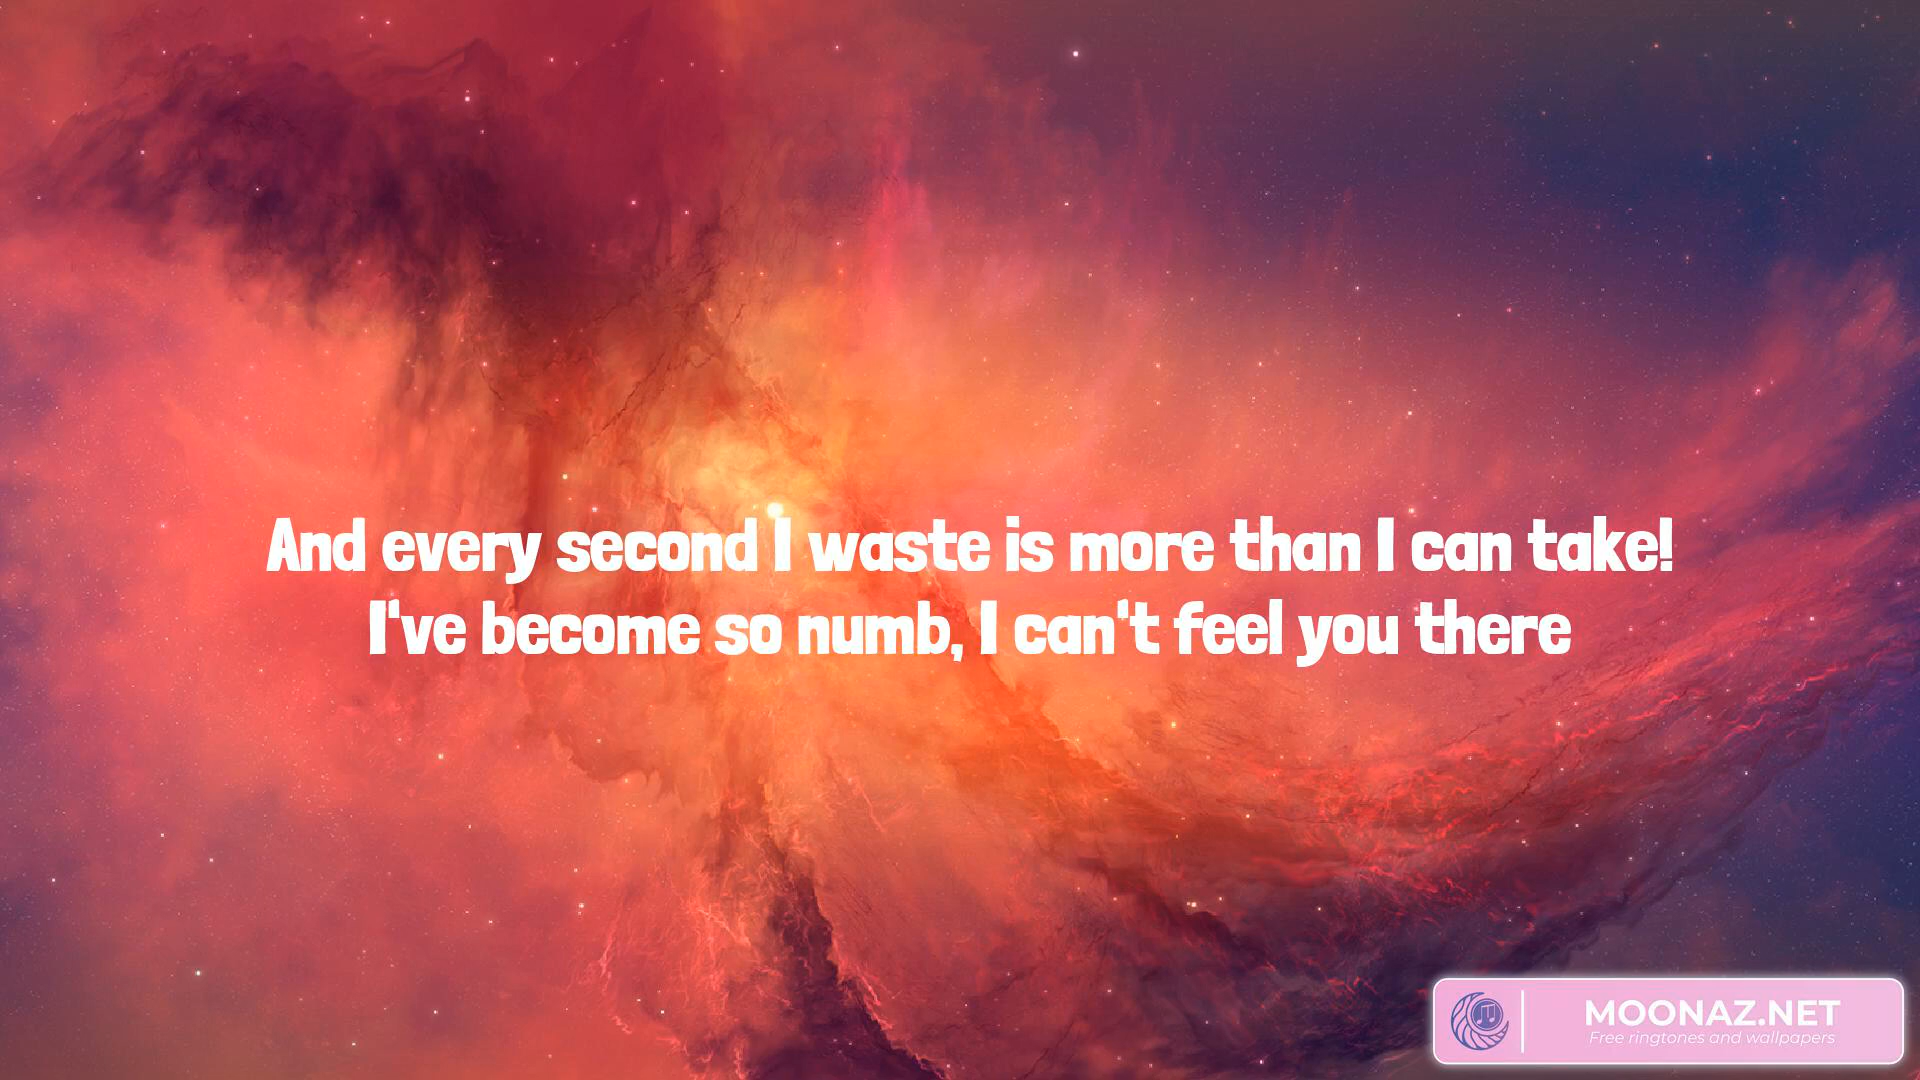 And every second I waste is more than I can take!
I've become so numb, I can't feel you there
MOONAZ.NET
Free ringtones and wallpapers